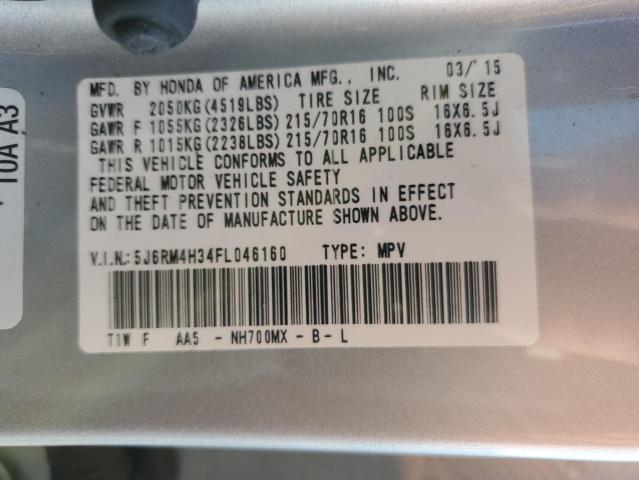 MFD. BY HONDA OF AMERICA MFG., INC. 03/'15
GVWR 2050KG(4519LBS) TIRE SIZE RIM SIZE
GAWR F 1055KG(2326LBS) 215/70R16 100S 16X6.5J
GAWR R 1015KG(2238LBS) 215/70R16 100S 16X6.5J
THIS VEHICLE CONFORMS TO ALL APPLICABLE
FEDERAL MOTOR VEHICLE SAFETY
AND THEFT PREVENTION STANDARDS IN EFFECT
ON THE DATE OF MANUFACTURE SHOWN ABOVE.
V.I.N.:5J6RM4H34FL046160 TYPE: MPV
T1W F AA5 - NH700MX - B - L
10A A3